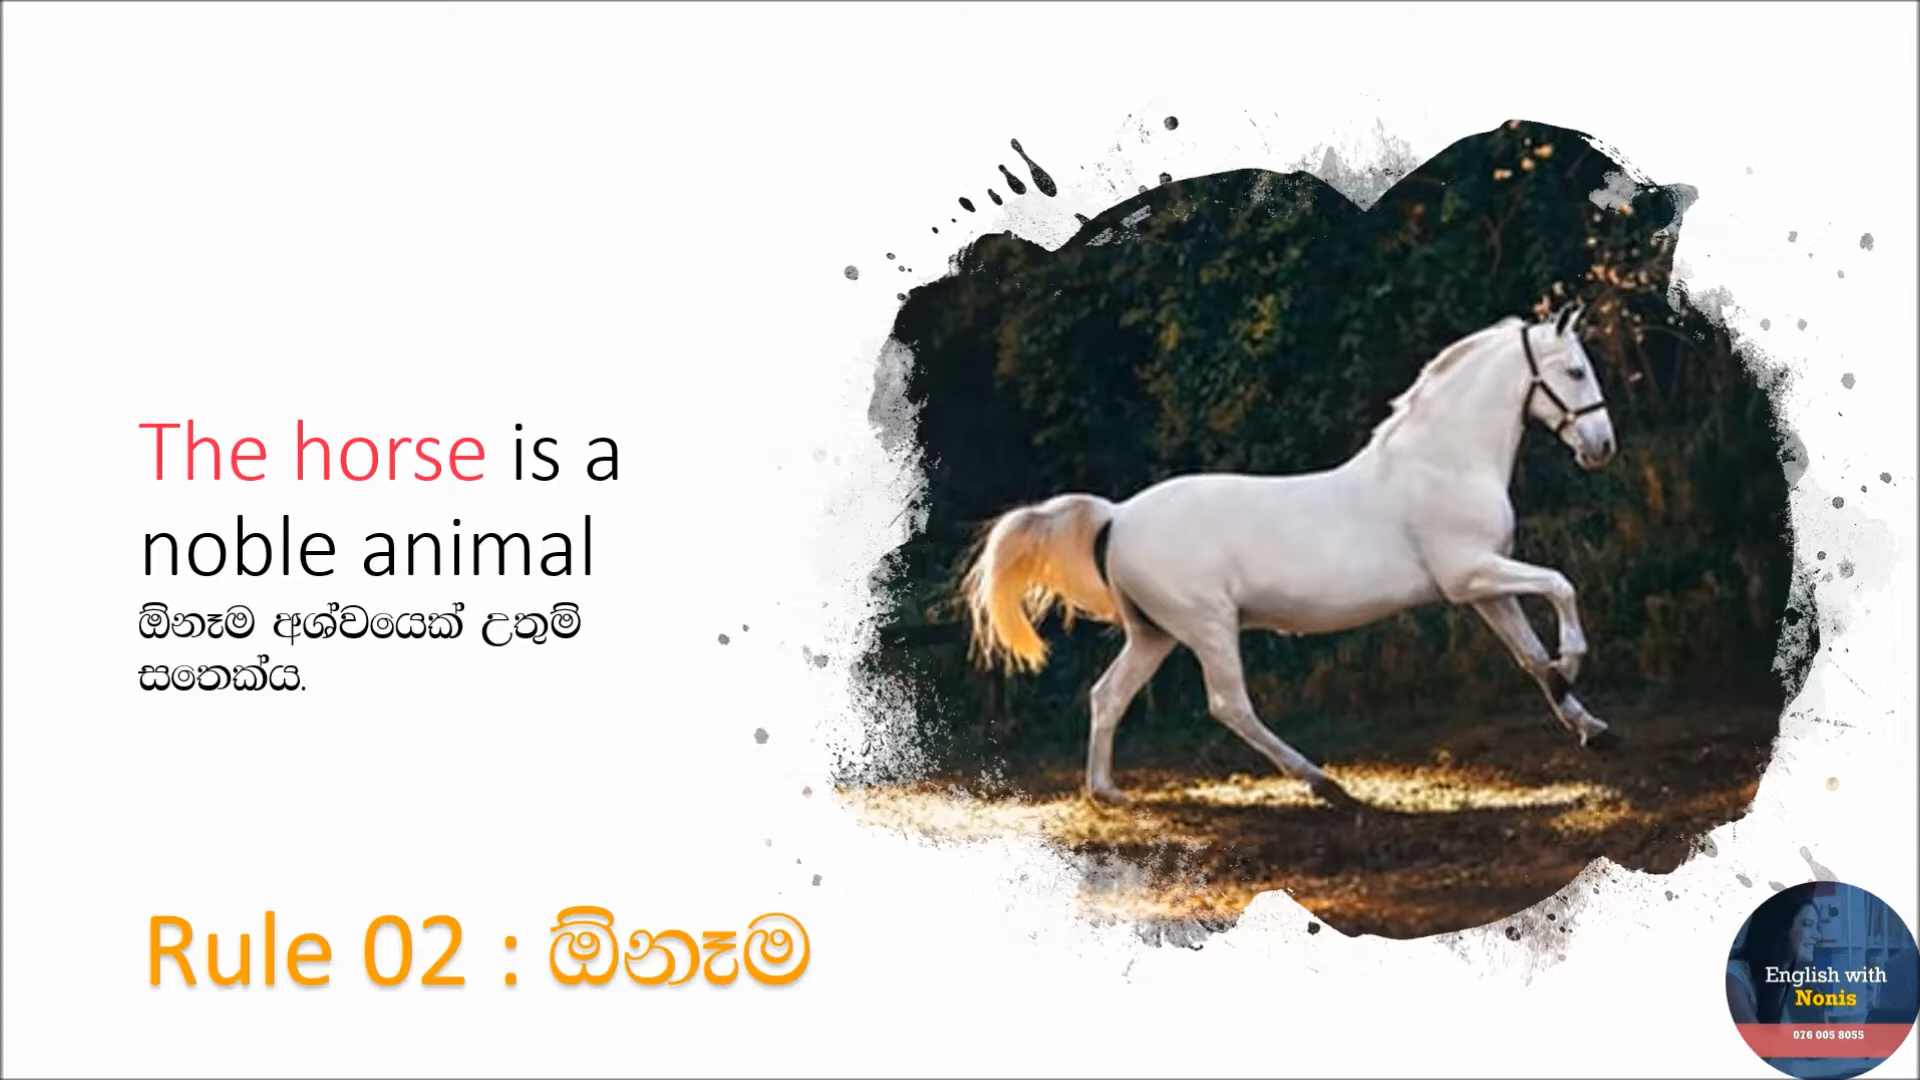 The horse is a
noble animal
ඕනෑම අශ්වයෙක් උතුම්
සතෙක්ය.
Rule 02 : ඕනෑම
English with
Nonis
076 005 8055